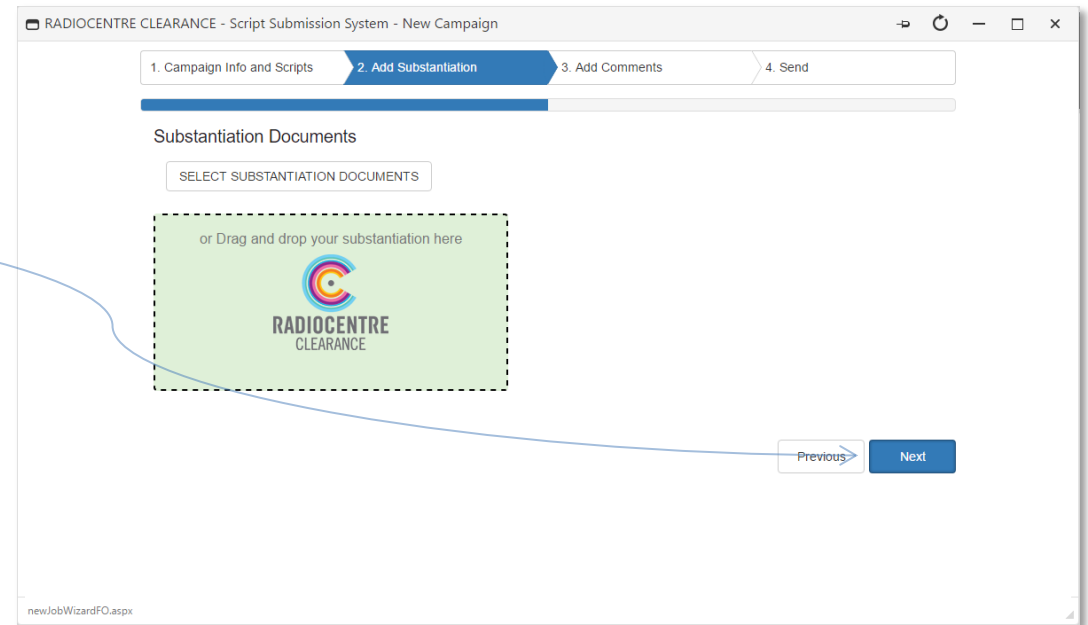 RADIOCENTRE CLEARANCE - Script Submission System - New Campaign
1. Campaign Info and Scripts 2. Add Substantiation 3. Add Comments 4. Send
Substantiation Documents
SELECT SUBSTANTIATION DOCUMENTS
or Drag and drop your substantiation here
RADIOCENTRE
CLEARANCE
Previous Next
newJobWizardFO.aspx